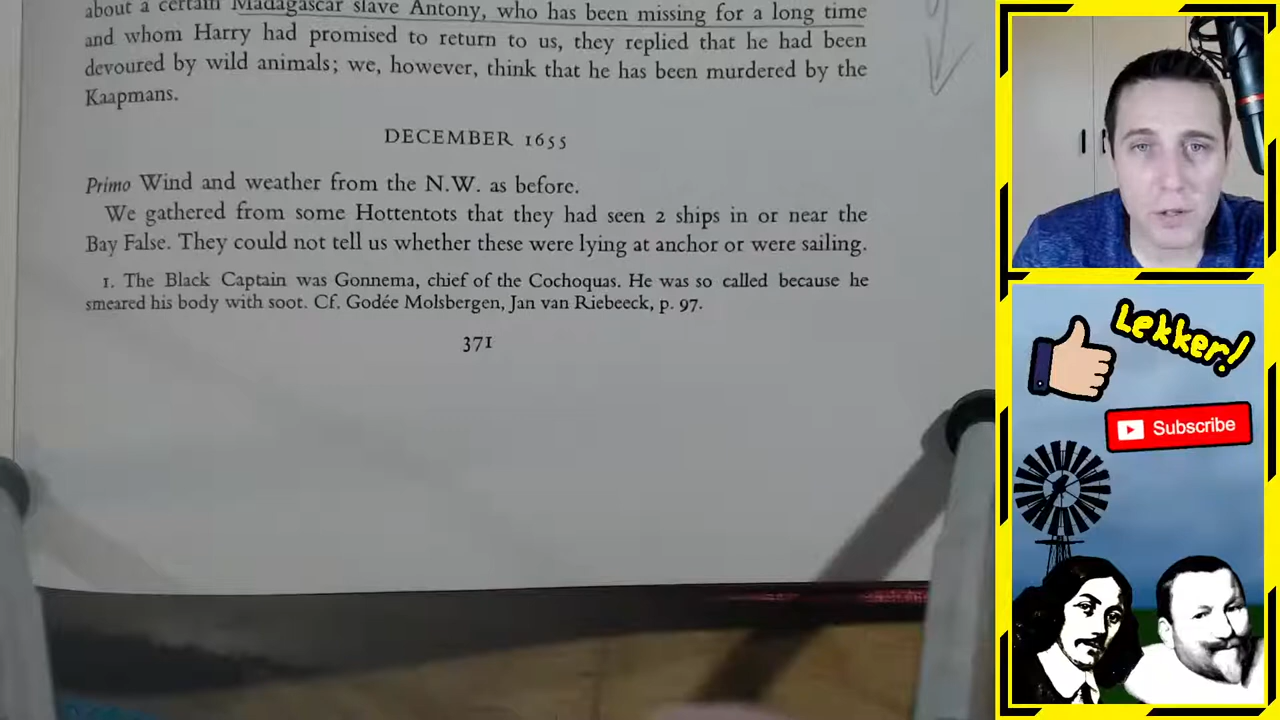 about a certain Madagascar slave Antony, who has been missing for a long time
and whom Harry had promised to return to us, they replied that he had been
devoured by wild animals; we, however, think that he has been murdered by the
Kaapmans.
DECEMBER 1655
Primo Wind and weather from the N.W. as before.
We gathered from some Hottentots that they had seen 2 ships in or near the
Bay False. They could not tell us whether these were lying at anchor or were sailing.
1. The Black Captain was Gonnema, chief of the Cochoquas. He was so called because he
smeared his body with soot. Cf. Godée Molsbergen, Jan van Riebeeck, p. 97.
371
Lekker!
Subscribe